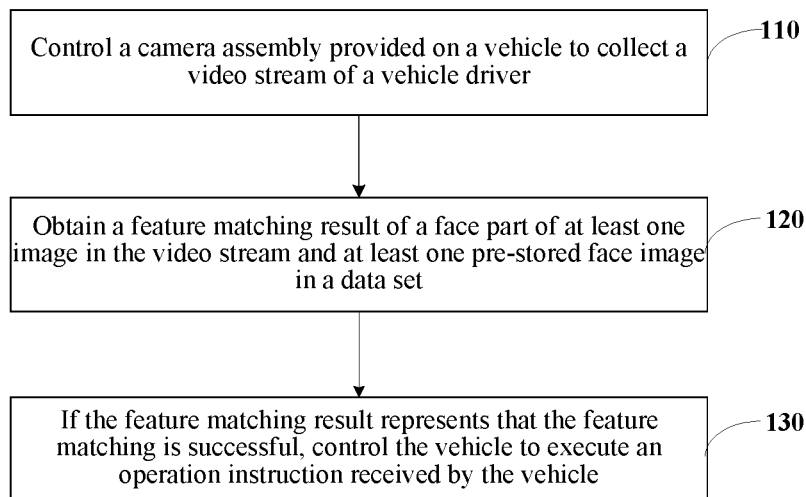 Control a camera assembly provided on a vehicle to collect a
video stream of a vehicle driver
110
Obtain a feature matching result of a face part of at least one
image in the video stream and at least one pre-stored face image
in a data set
120
If the feature matching result represents that the feature
matching is successful, control the vehicle to execute an
operation instruction received by the vehicle
130